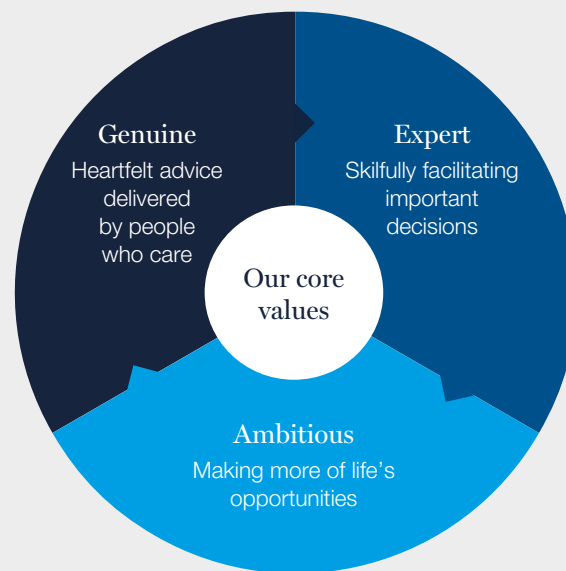 Genuine
Heartfelt advice
delivered
by people
who care
Expert
Skilfully facilitating
important
decisions
Our core
values
Ambitious
Making more of life’s
opportunities